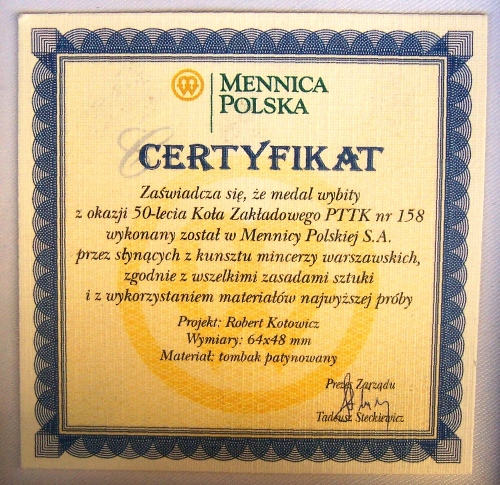 MENNICA
POLSKA
CERTYFIKAT
Zaświadcza się, że medal wybity
z okazji 50-lecia Koła Zakładowego PTTK nr 158
wykonany został w Mennicy Polskiej S.A.
przez słynących z kunsztu mincerzy warszawskich,
zgodnie z wszelkimi zasadami sztuki
i z wykorzystaniem materiałów najwyższej próby
Projekt: Robert Kotowicz
Wymiary: 64x48 mm
Materiał: tombak patynowany
Prezes Zarządu
Tadeusz Steckiewicz